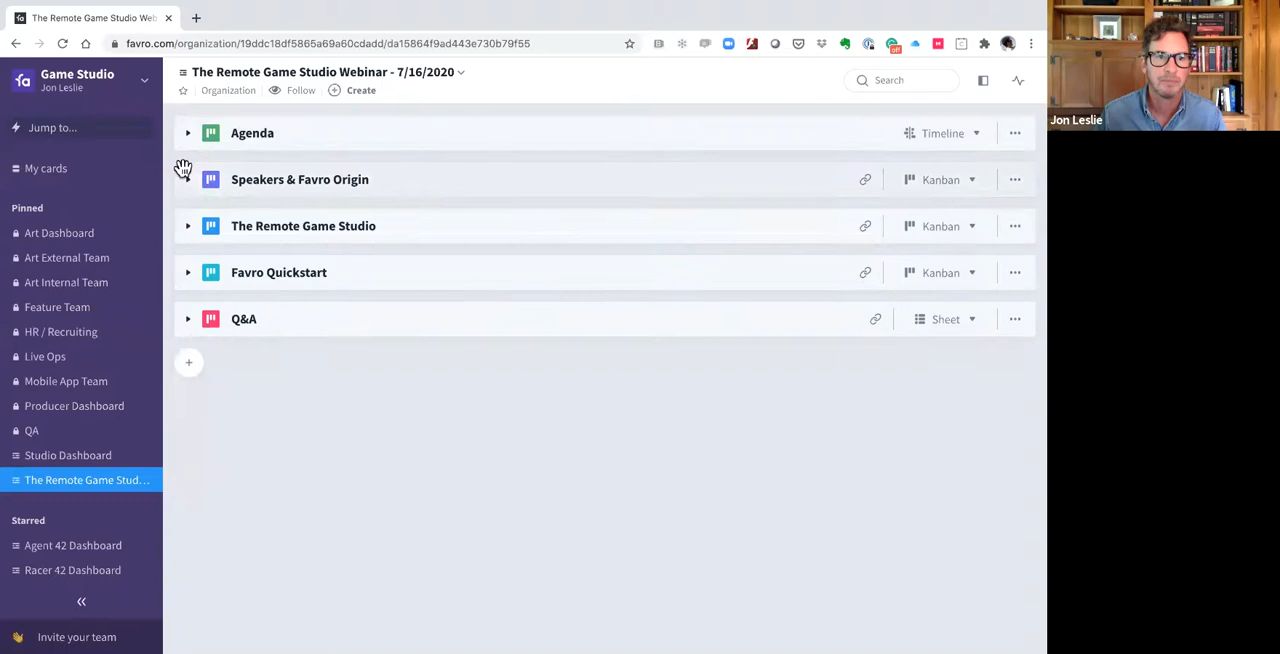 The Remote Game Studio Web
favro.com/organization/19ddc18df5865a69a60cdadd/da15864f9ad443e730b79f55
off
Game Studio
Jon Leslie
Jump to...
My cards
Pinned
Art Dashboard
Art External Team
Art Internal Team
Feature Team
HR / Recruiting
Live Ops
Mobile App Team
Producer Dashboard
QA
Studio Dashboard
The Remote Game Stud...
Starred
Agent 42 Dashboard
Racer 42 Dashboard
Invite your team
The Remote Game Studio Webinar - 7/16/2020
Organization Follow Create
Search
Agenda Timeline
Speakers & Favro Origin Kanban
The Remote Game Studio Kanban
Favro Quickstart Kanban
Q&A Sheet
Jon Leslie